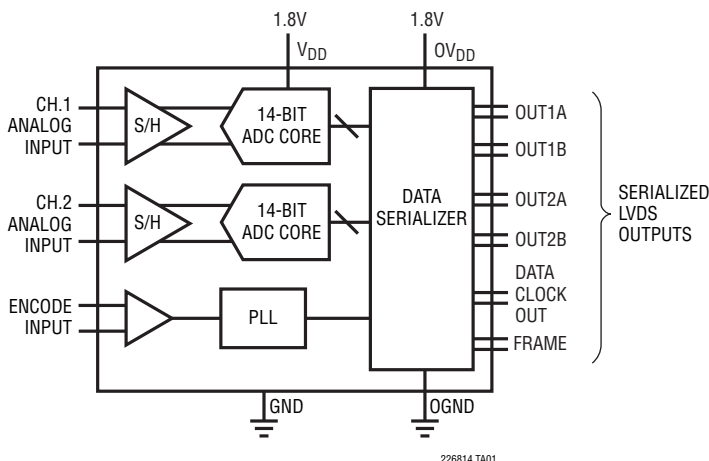 1.8V
1.8V
VDD
OVDD
CH.1
ANALOG
INPUT
S/H
14-BIT
ADC CORE
OUT1A
OUT1B
CH.2
ANALOG
INPUT
S/H
14-BIT
ADC CORE
DATA
SERIALIZER
OUT2A
OUT2B
SERIALIZED
LVDS
OUTPUTS
ENCODE
INPUT
PLL
DATA
CLOCK
OUT
FRAME
GND
OGND
226814 TA01